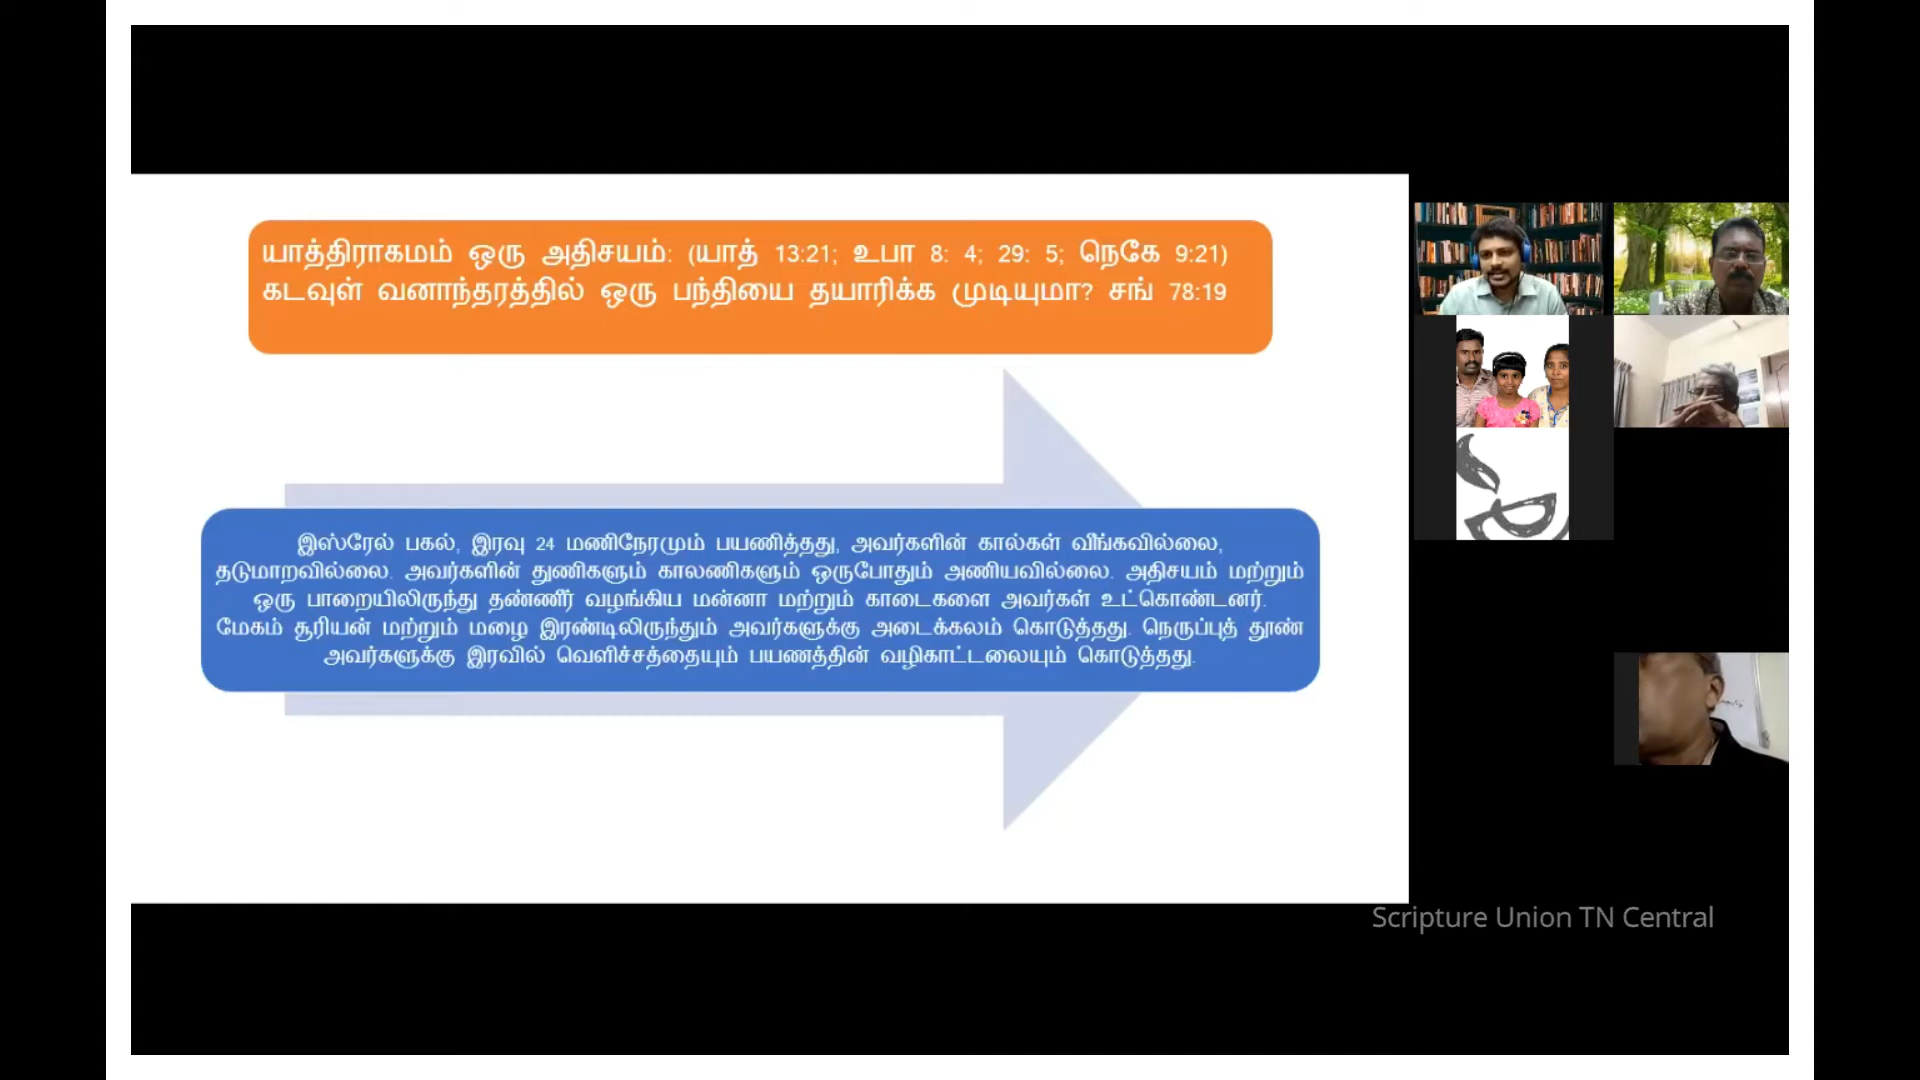 யாத்திராகமம் ஒரு அதிசயம்: (யாத் 13:21; உபா 8: 4; 29: 5; நெகே 9:21)
கடவுள் வனாந்தரத்தில் ஒரு பந்தியை தயாரிக்க முடியுமா? சங் 78:19
இஸ்ரேல் பகல், இரவு 24 மணிநேரமும் பயணித்தது, அவர்களின் கால்கள் வீங்கவில்லை,
தடுமாறவில்லை. அவர்களின் துணிகளும் காலணிகளும் ஒருபோதும் அணியவில்லை. அதிசயம் மற்றும்
ஒரு பாறையிலிருந்து தண்ணீர் வழங்கிய மன்னா மற்றும் காடைகளை அவர்கள் உட்கொண்டனர்.
மேகம் சூரியன் மற்றும் மழை இரண்டிலிருந்தும் அவர்களுக்கு அடைக்கலம் கொடுத்தது. நெருப்புத் தூண்
அவர்களுக்கு இரவில் வெளிச்சத்தையும் பயணத்தின் வழிகாட்டலையும் கொடுத்தது.
Scripture Union TN Central